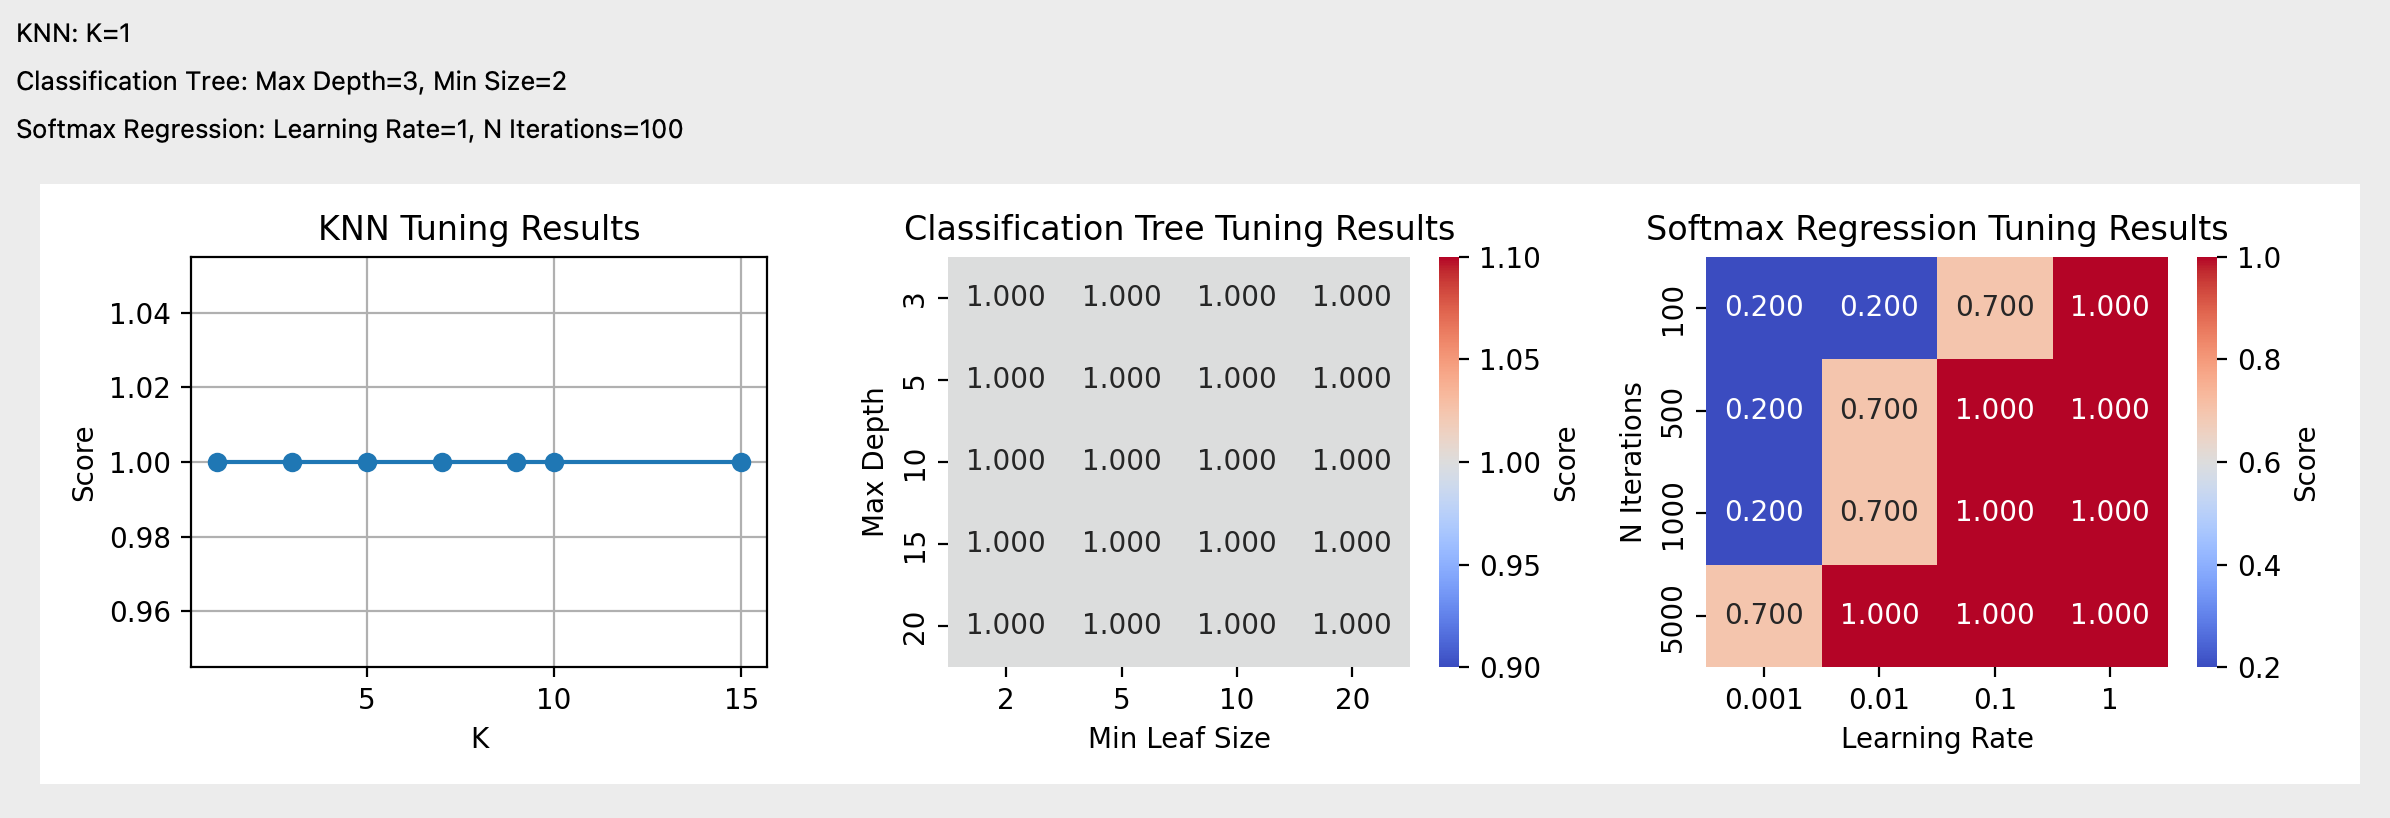 KNN: K=1
Classification Tree: Max Depth=3, Min Size=2
Softmax Regression: Learning Rate=1, N Iterations=100
KNN Tuning Results
1.04
1.02
1.00
0.98
0.96
Score
5 10 15
K
Classification Tree Tuning Results
3 1.000 1.000 1.000 1.000
5 1.000 1.000 1.000 1.000
10 1.000 1.000 1.000 1.000
15 1.000 1.000 1.000 1.000
20 1.000 1.000 1.000 1.000
Max Depth
2 5 10 20
Min Leaf Size
1.10
1.05
1.00
0.95
0.90
Score
Softmax Regression Tuning Results
100 0.200 0.200 0.700 1.000
500 0.200 0.700 1.000 1.000
1000 0.200 0.700 1.000 1.000
5000 0.700 1.000 1.000 1.000
N Iterations
0.001 0.01 0.1 1
Learning Rate
1.0
0.8
0.6
0.4
0.2
Score